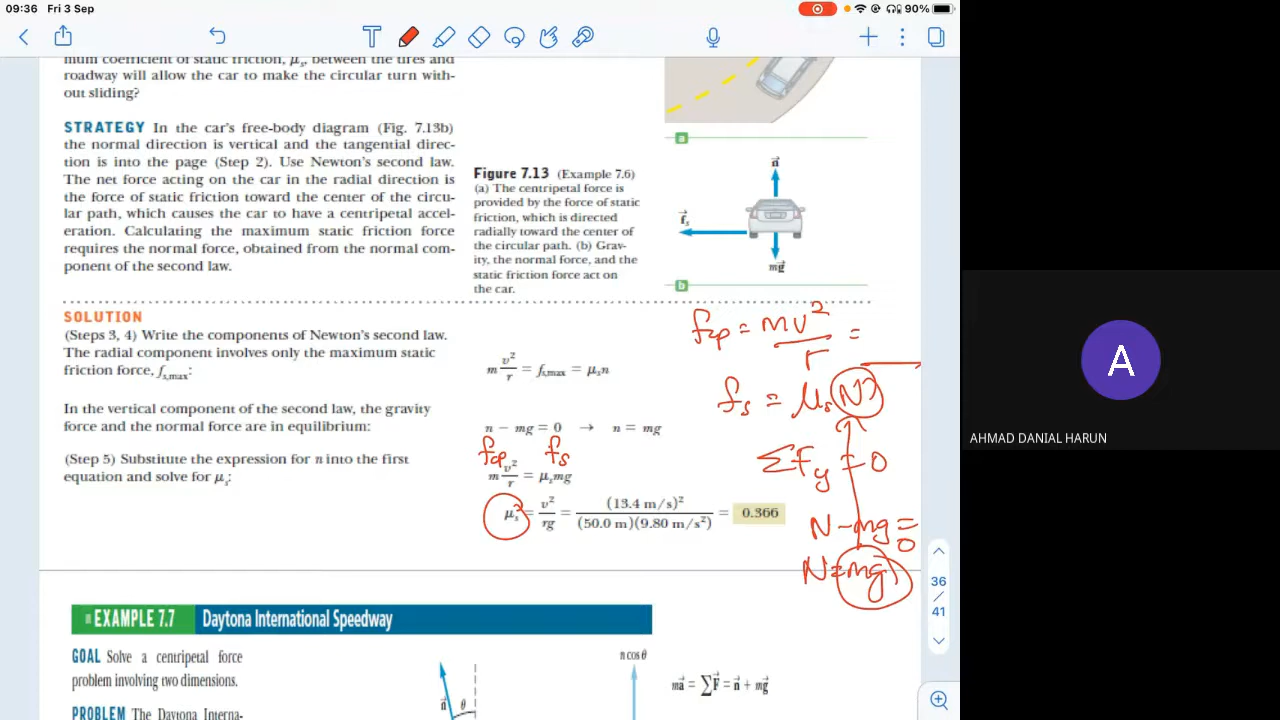 09:36 Fri 3 Sep
90%
mum coefficient of static friction, μs, between the tires and
roadway will allow the car to make the circular turn with-
out sliding?
STRATEGY In the car's free-body diagram (Fig. 7.13b)
the normal direction is vertical and the tangential direc-
tion is into the page (Step 2). Use Newton's second law.
The net force acting on the car in the radial direction is
the force of static friction toward the center of the circu-
lar path, which causes the car to have a centripetal accel-
eration. Calculating the maximum static friction force
requires the normal force, obtained from the normal com-
ponent of the second law.
Figure 7.13 (Example 7.6)
(a) The centripetal force is
provided by the force of static
friction, which is directed
radially toward the center of
the circular path. (b) Grav-
ity, the normal force, and the
static friction force act on
the car.
a
n⃗
f⃗s
mg⃗
b
SOLUTION
(Steps 3, 4) Write the components of Newton's second law.
The radial component involves only the maximum static
friction force, fs,max:
m v²/r = fs,max = μsn
In the vertical component of the second law, the gravity
force and the normal force are in equilibrium:
n − mg = 0 → n = mg
(Step 5) Substitute the expression for n into the first
equation and solve for μs:
fcp fs
m v²/r = μsmg
μs = v²/rg = (13.4 m/s)²/(50.0 m)(9.80 m/s²) = 0.366
fcp = mv²/r =
fs = μs N
ΣFy = 0
N − mg = 0
N = mg
36
/
41
EXAMPLE 7.7 Daytona International Speedway
GOAL Solve a centripetal force
problem involving two dimensions.
PROBLEM The Daytona Interna-
n⃗ θ
n cos θ
ma⃗ = ΣF⃗ = n⃗ + mg⃗
A
AHMAD DANIAL HARUN